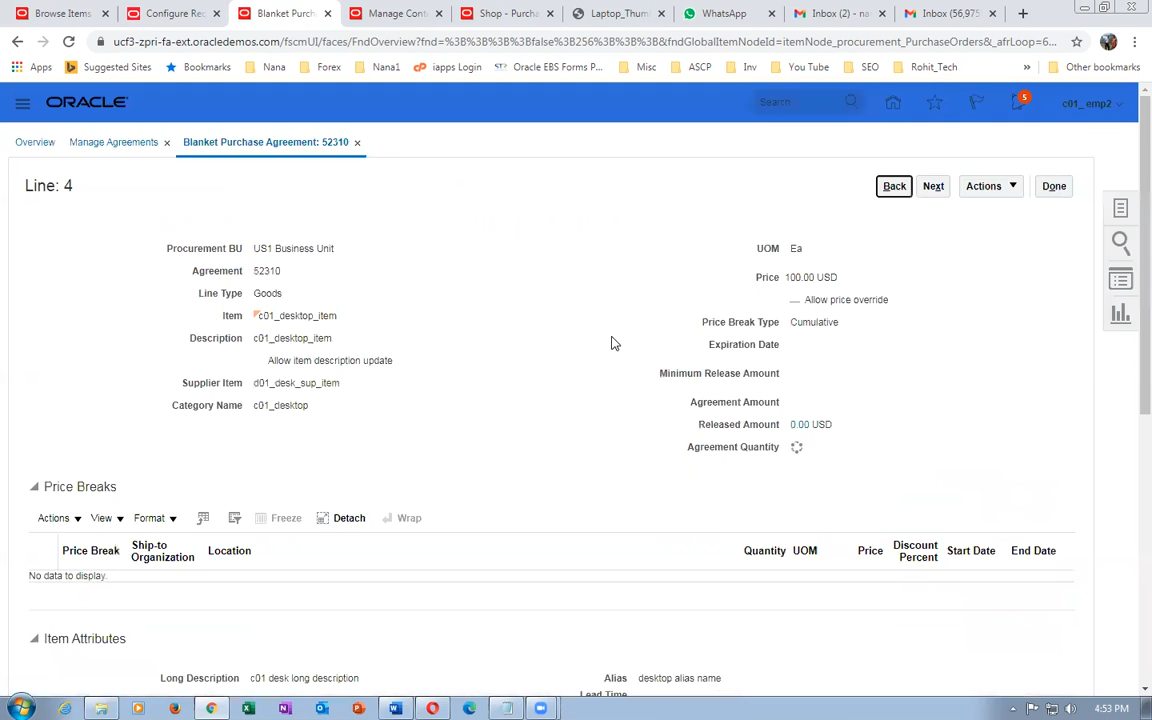 Browse Items
Configure Rec
Blanket Purch
Manage Cont
Shop - Purcha
Laptop_Thum
WhatsApp
Inbox (2) - na
Inbox (56,975
ucf3-zpri-fa-ext.oracledemos.com/fscmUI/faces/FndOverview?fnd=%3B%3B%3B%3Bfalse%3B256%3B%3B%3B&fndGlobalItemNodeId=itemNode_procurement_PurchaseOrders&_afrLoop=6...
Apps
Suggested Sites
Bookmarks
Nana
Forex
Nana1
iapps Login
Oracle EBS Forms P...
Misc
ASCP
Inv
You Tube
SEO
Rohit_Tech
»
Other bookmarks
ORACLE
Search
5
c01_ emp2
Overview
Manage Agreements
Blanket Purchase Agreement: 52310
Line: 4
Back
Next
Actions
Done
Procurement BU US1 Business Unit
Agreement 52310
Line Type Goods
Item c01_desktop_item
Description c01_desktop_item
Allow item description update
Supplier Item d01_desk_sup_item
Category Name c01_desktop
UOM Ea
Price 100.00 USD
— Allow price override
Price Break Type Cumulative
Expiration Date
Minimum Release Amount
Agreement Amount
Released Amount 0.00 USD
Agreement Quantity
Price Breaks
Actions
View
Format
Freeze
Detach
Wrap
Price Break
Ship-to
Organization
Location
Quantity
UOM
Price
Discount
Percent
Start Date
End Date
No data to display.
Item Attributes
Long Description c01 desk long description
Alias desktop alias name
Lead Time
4:53 PM